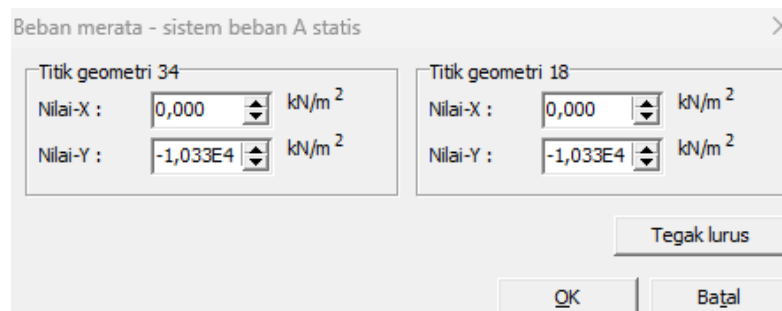 Beban merata - sistem beban A statis
Titik geometri 34
Nilai-X : 0,000 kN/m 2
Nilai-Y : -1,033E4 kN/m 2
Titik geometri 18
Nilai-X : 0,000 kN/m 2
Nilai-Y : -1,033E4 kN/m 2
Tegak lurus
OK Batal